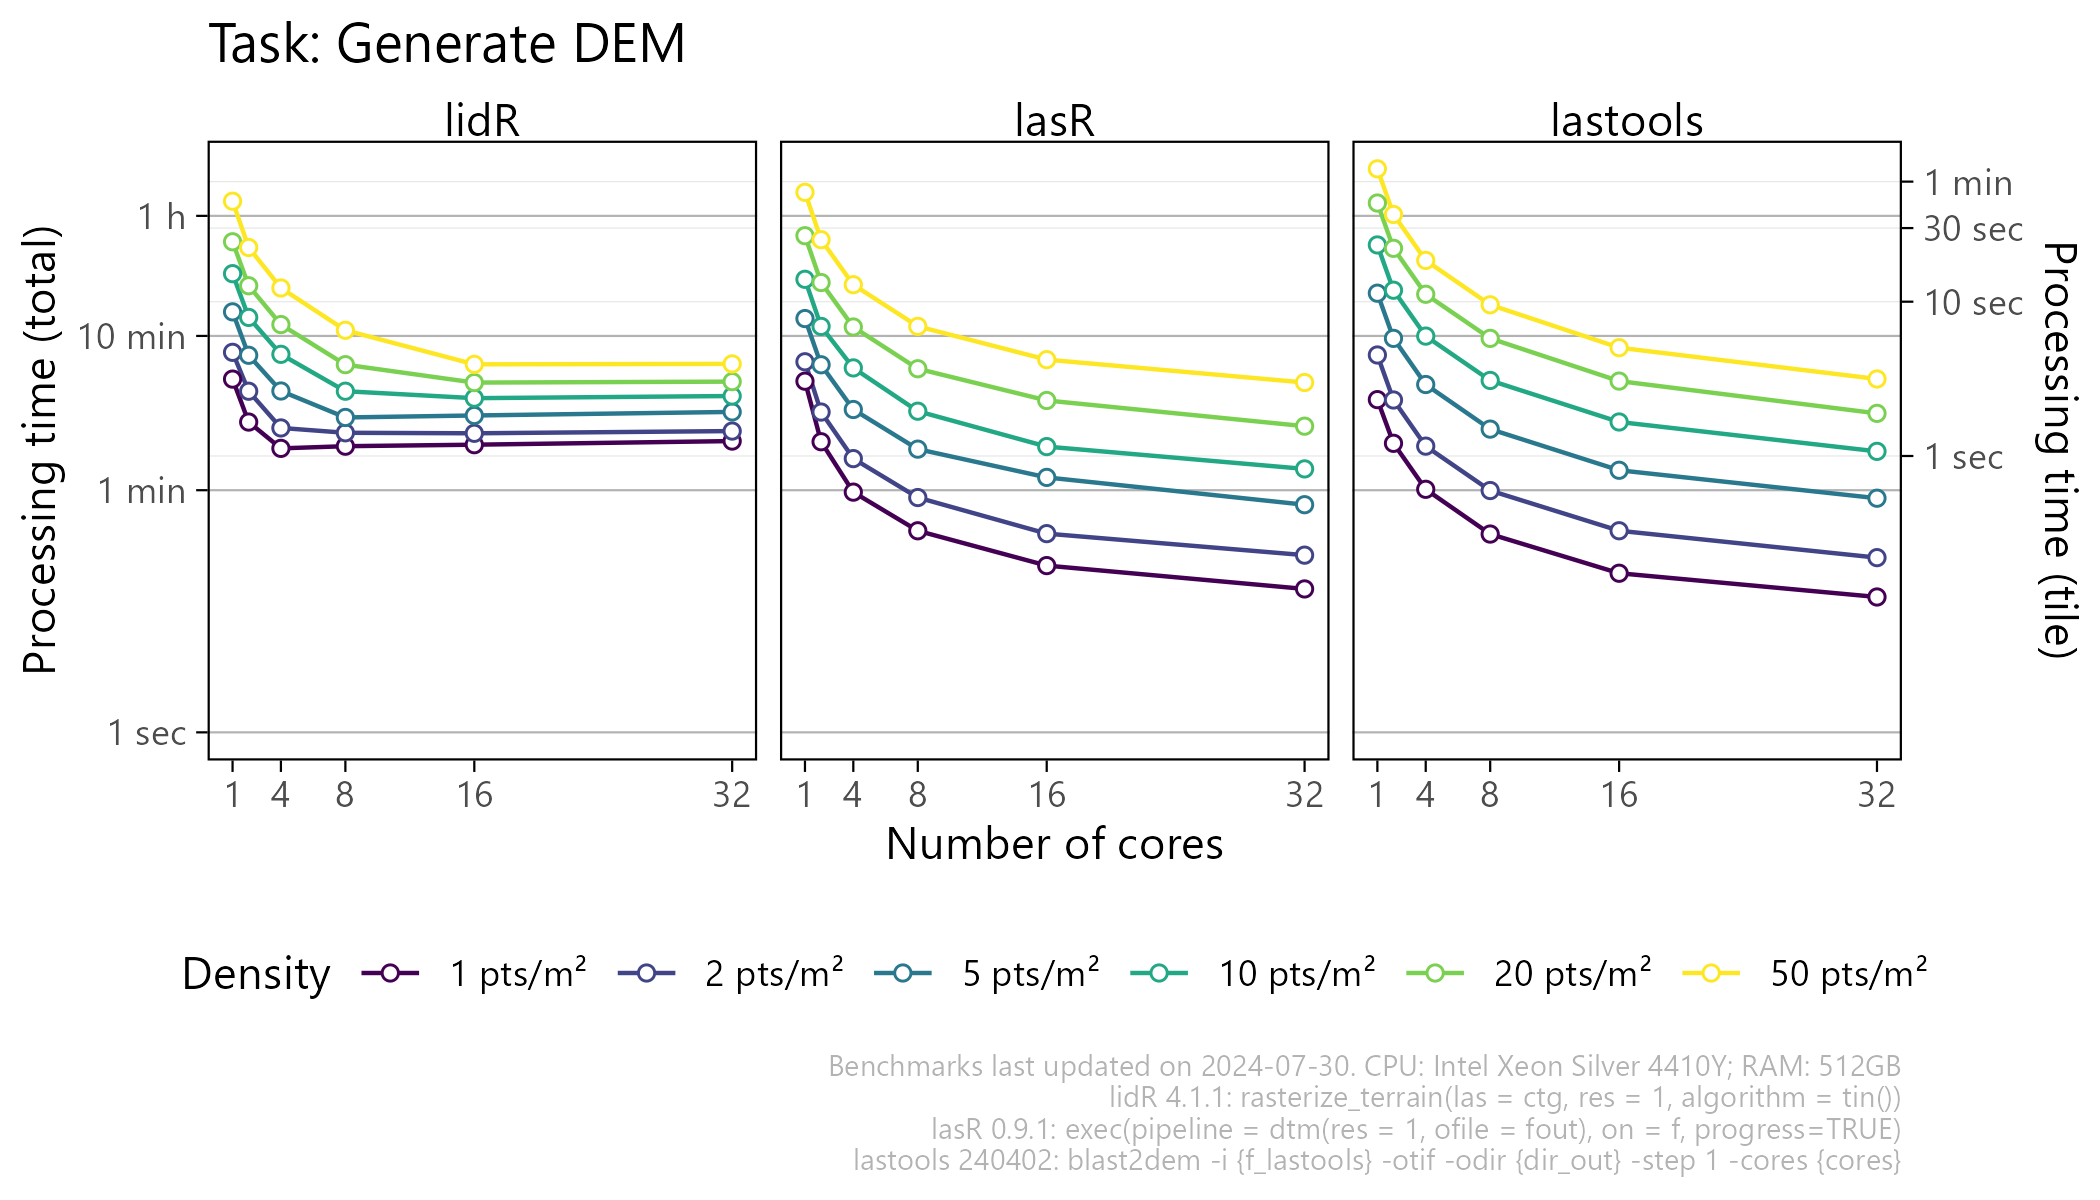 Task: Generate DEM
lidR
lasR
lastools
Processing time (total)
1 h
10 min
1 min
1 sec
1 min
30 sec
10 sec
1 sec
Processing time (tile)
1 4 8 16 32
1 4 8 16 32
1 4 8 16 32
Number of cores
Density 1 pts/m² 2 pts/m² 5 pts/m² 10 pts/m² 20 pts/m² 50 pts/m²
Benchmarks last updated on 2024-07-30. CPU: Intel Xeon Silver 4410Y; RAM: 512GB
lidR 4.1.1: rasterize_terrain(las = ctg, res = 1, algorithm = tin())
lasR 0.9.1: exec(pipeline = dtm(res = 1, ofile = fout), on = f, progress=TRUE)
lastools 240402: blast2dem -i {f_lastools} -otif -odir {dir_out} -step 1 -cores {cores}